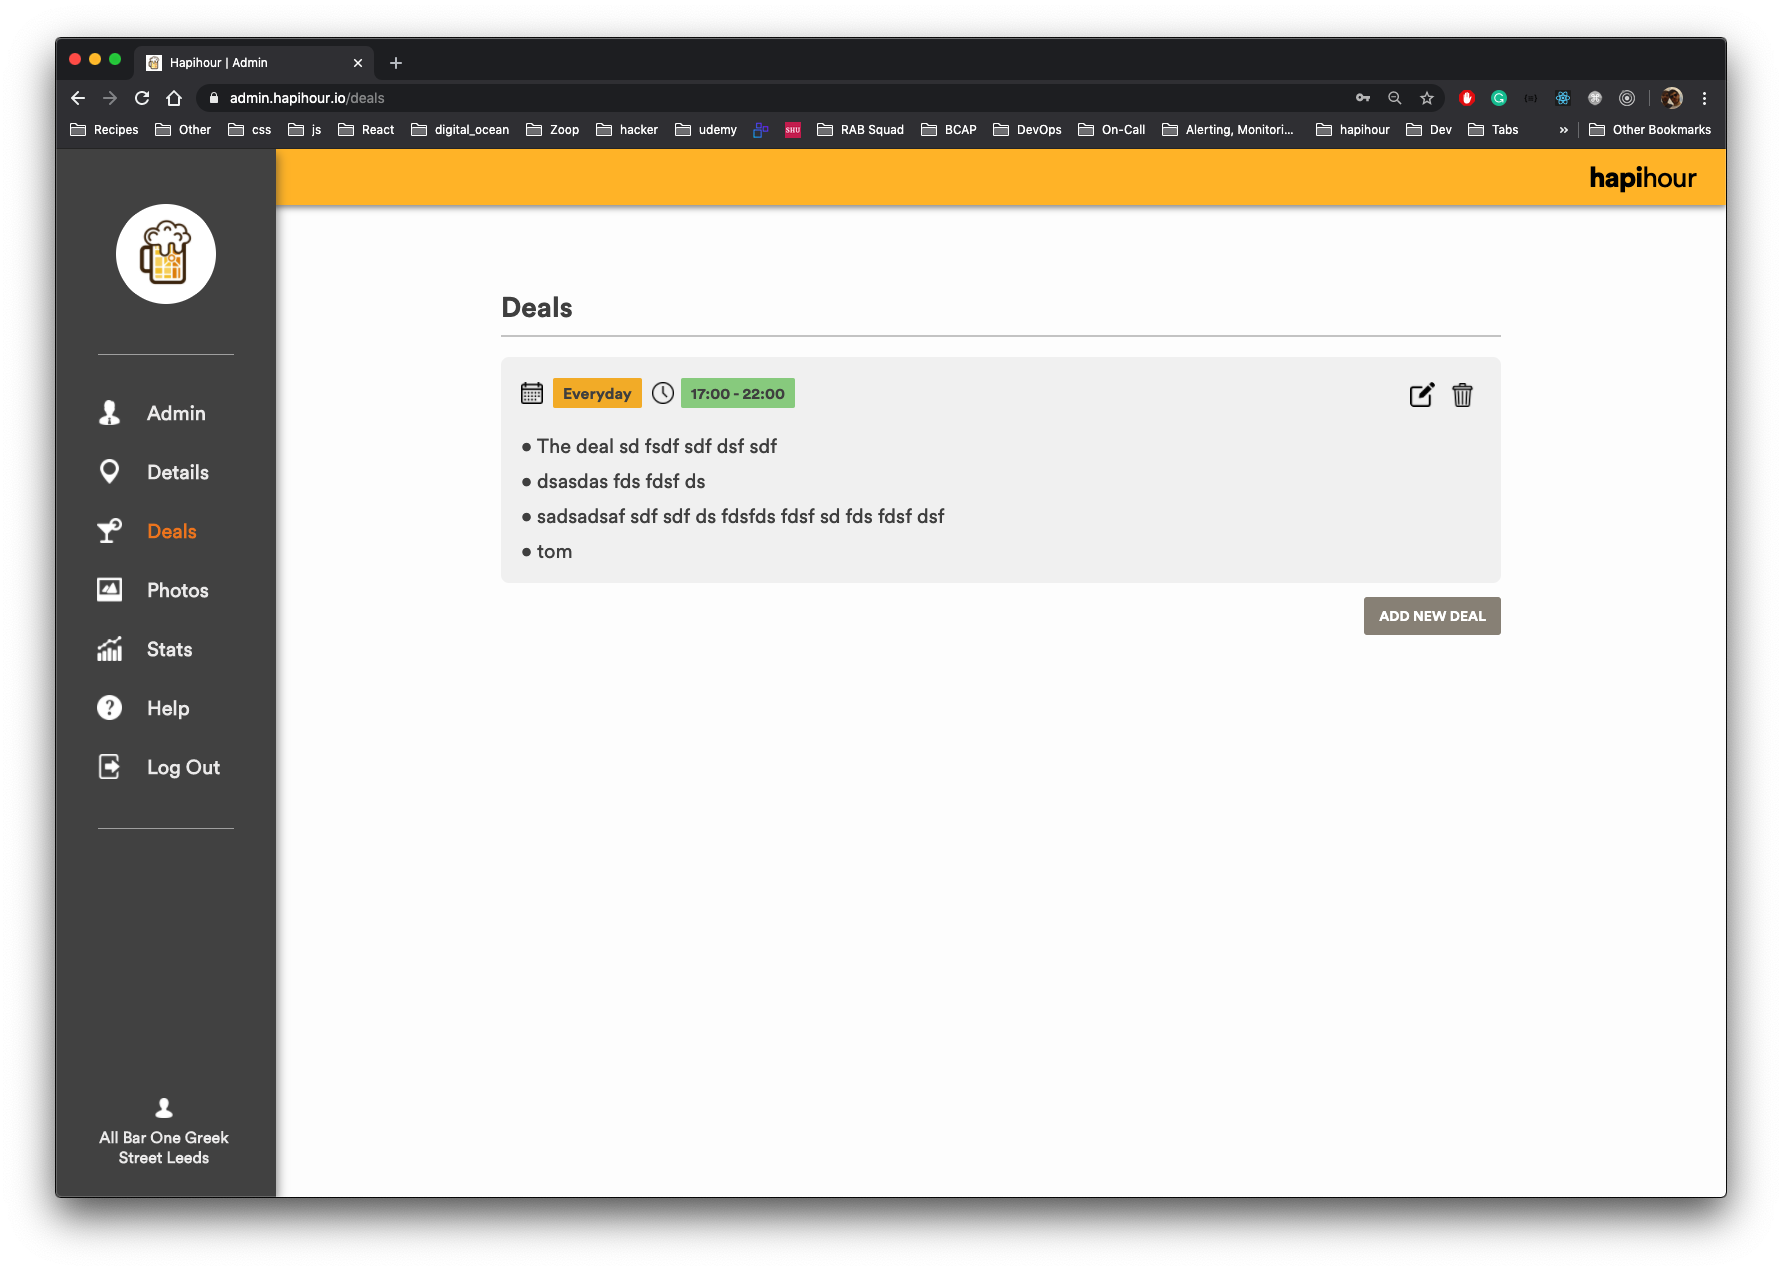 Hapihour | Admin
admin.hapihour.io/deals
Recipes Other css js React digital_ocean Zoop hacker udemy SHU RAB Squad BCAP DevOps On-Call Alerting, Monitori... hapihour Dev Tabs » Other Bookmarks
hapihour
Admin
Details
Deals
Photos
Stats
Help
Log Out
All Bar One Greek
Street Leeds
Deals
Everyday 17:00 - 22:00
● The deal sd fsdf sdf dsf sdf
● dsasdas fds fdsf ds
● sadsadsaf sdf sdf ds fdsfds fdsf sd fds fdsf dsf
● tom
ADD NEW DEAL